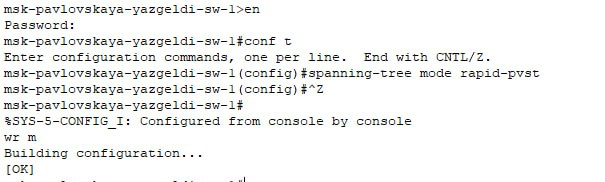 msk-pavlovskaya-yazgeldi-sw-1>en
Password:
msk-pavlovskaya-yazgeldi-sw-1#conf t
Enter configuration commands, one per line.  End with CNTL/Z.
msk-pavlovskaya-yazgeldi-sw-1(config)#spanning-tree mode rapid-pvst
msk-pavlovskaya-yazgeldi-sw-1(config)#^Z
msk-pavlovskaya-yazgeldi-sw-1#
%SYS-5-CONFIG_I: Configured from console by console
wr m
Building configuration...
[OK]